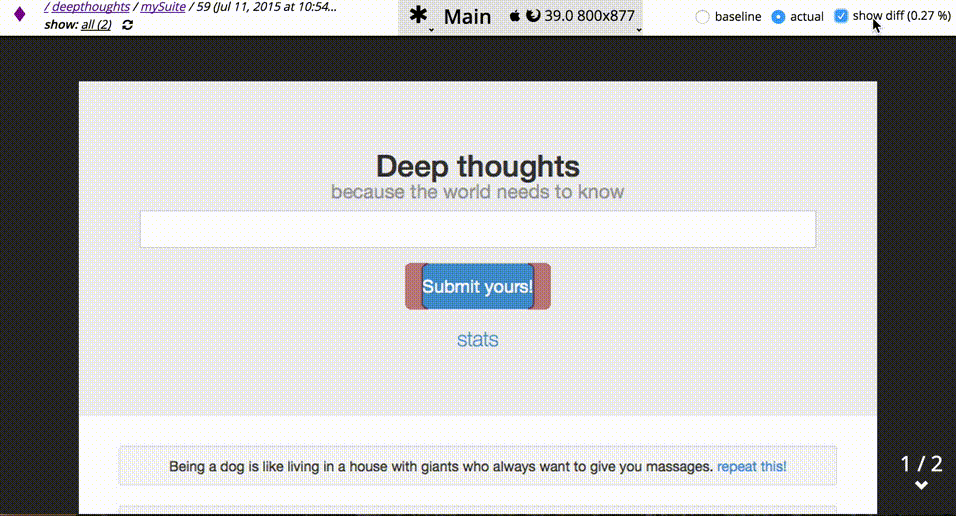 / deepthoughts / mySuite / 59 (Jul 11, 2015 at 10:54...
show: all (2)
Main
39.0 800x877
baseline
actual
show diff (0.27 %)
Deep thoughts
because the world needs to know
Submit yours!
stats
Being a dog is like living in a house with giants who always want to give you massages. repeat this!
1 / 2